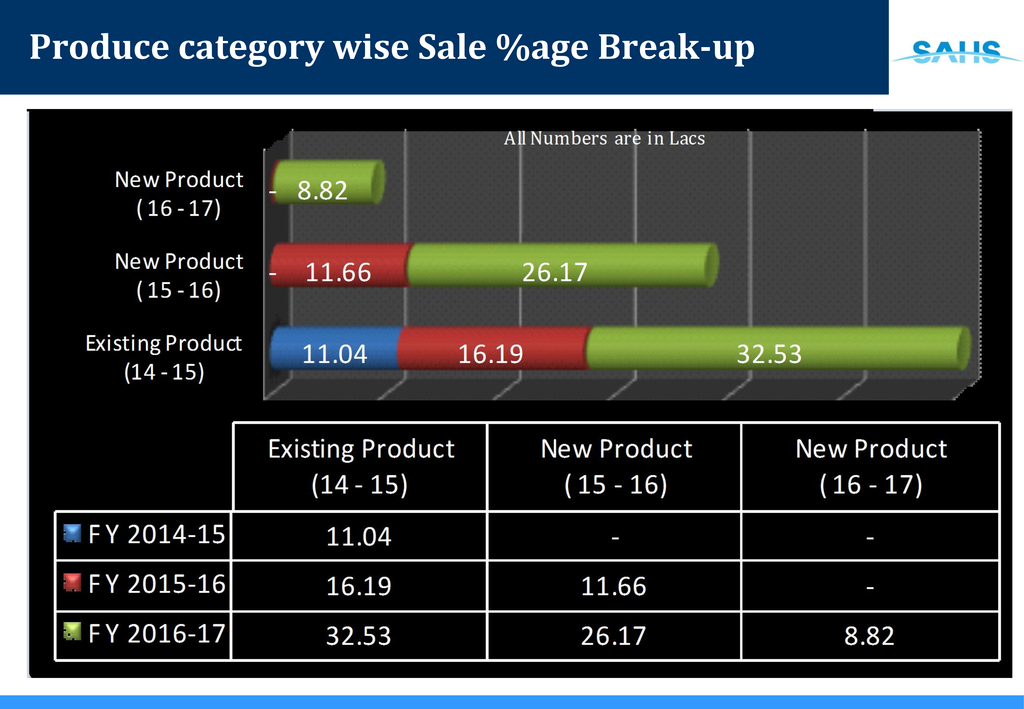 Produce category wise Sale %age Break-up
SAHS
All Numbers are in Lacs
New Product
( 16 - 17)
- 8.82
New Product
( 15 - 16)
- 11.66 26.17
Existing Product
(14 - 15)
11.04 16.19 32.53
Existing Product New Product New Product
(14 - 15) ( 15 - 16) ( 16 - 17)
F Y 2014-15 11.04 - -
F Y 2015-16 16.19 11.66 -
F Y 2016-17 32.53 26.17 8.82